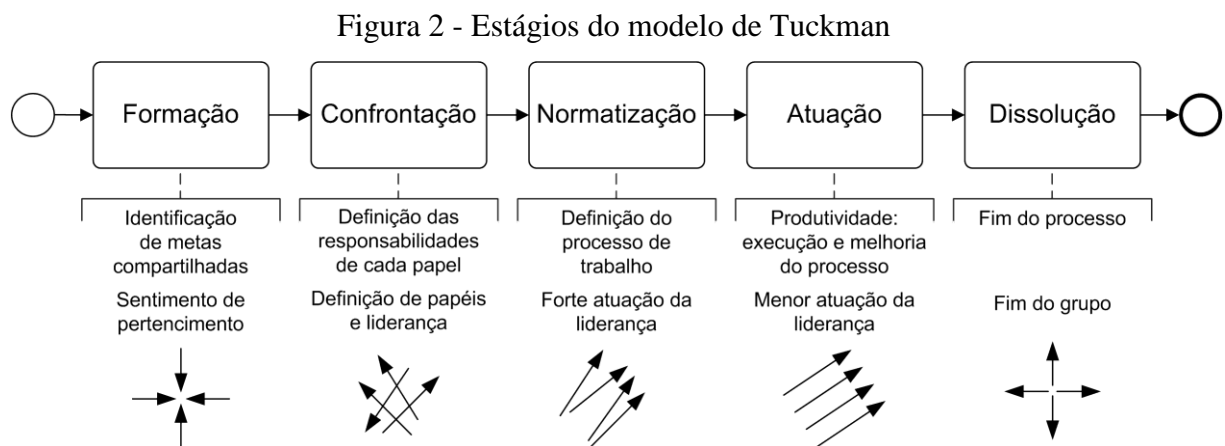 Figura 2 - Estágios do modelo de Tuckman
Formação
Confrontação
Normatização
Atuação
Dissolução
Identificação
de metas
compartilhadas
Sentimento de
pertencimento
Definição das
responsabilidades
de cada papel
Definição de papéis
e liderança
Definição do
processo de
trabalho
Forte atuação da
liderança
Produtividade:
execução e melhoria
do processo
Menor atuação da
liderança
Fim do processo
Fim do grupo